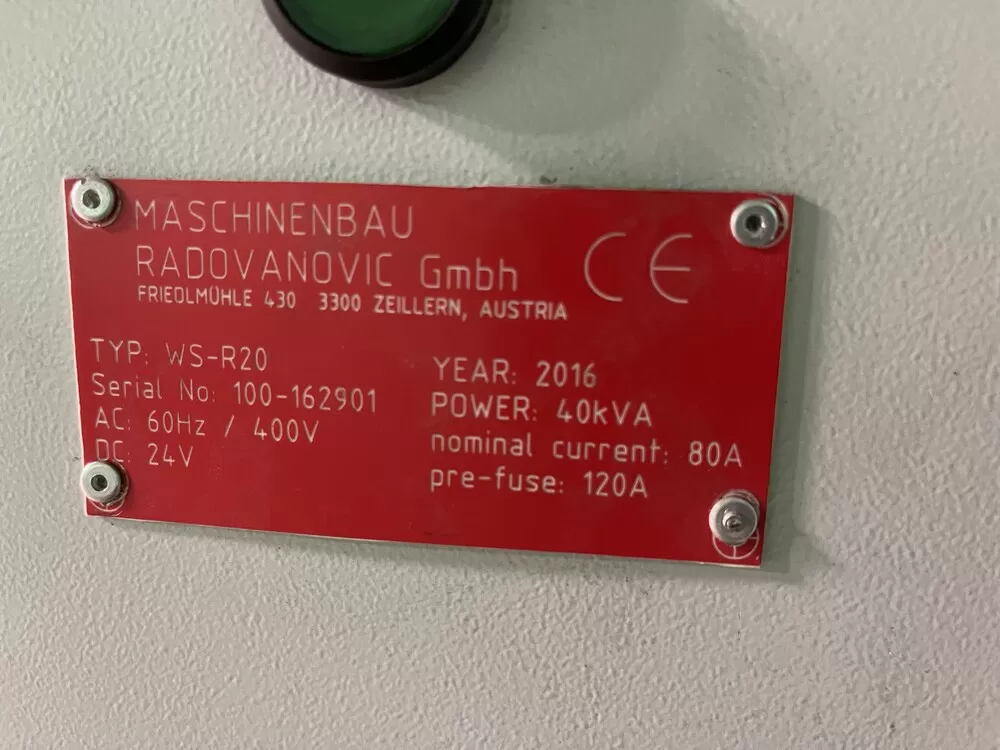 MASCHINENBAU
RADOVANOVIC Gmbh
FRIEDLMÜHLE 430 3300 ZEILLERN, AUSTRIA
CE
TYP: WS-R20
Serial No: 100-162901
AC: 60Hz / 400V
DC: 24V
YEAR: 2016
POWER: 40kVA
nominal current: 80A
pre-fuse: 120A